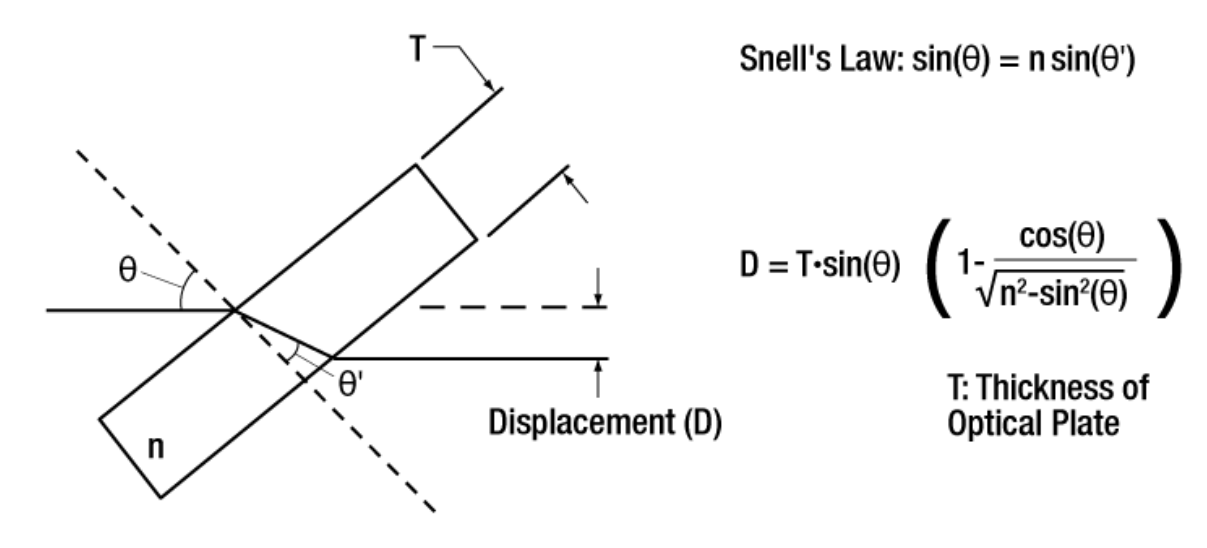 T
Snell's Law: sin(θ) = n sin(θ')
θ
D = T•sin(θ) (1- cos(θ) / √n²-sin²(θ))
θ'
T: Thickness of
Optical Plate
Displacement (D)
n